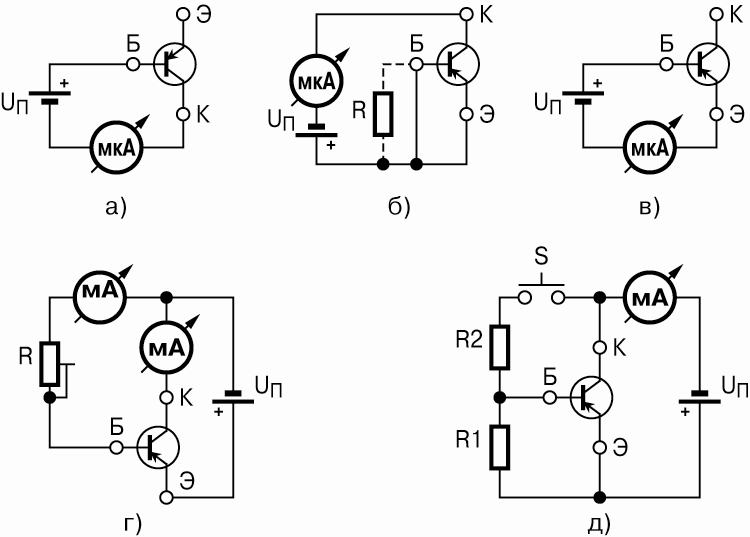 Э
Б
+
UП
К
мкА
а)
К
Б
R
мкА
UП
+
Э
б)
К
Б
+
UП
Э
мкА
в)
мА
R
мА
К
UП
+
Б
Э
г)
S
мА
R2
К
Б
UП
+
R1
Э
д)